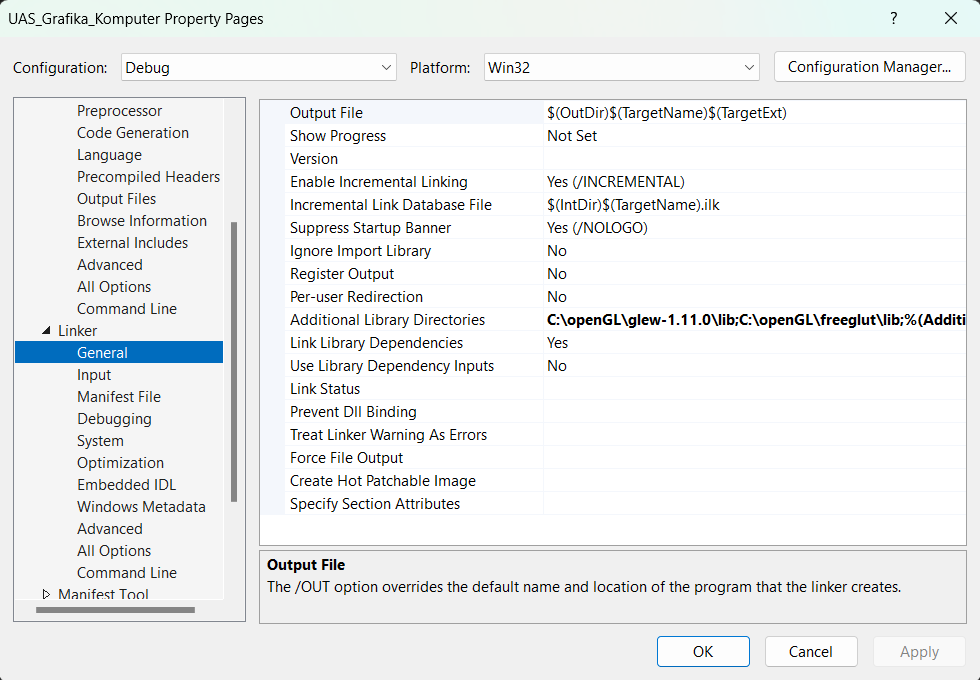 UAS_Grafika_Komputer Property Pages
?
Configuration: Debug Platform: Win32 Configuration Manager...
Preprocessor
Code Generation
Language
Precompiled Headers
Output Files
Browse Information
External Includes
Advanced
All Options
Command Line
Linker
General
Input
Manifest File
Debugging
System
Optimization
Embedded IDL
Windows Metadata
Advanced
All Options
Command Line
Manifest Tool
Output File $(OutDir)$(TargetName)$(TargetExt)
Show Progress Not Set
Version
Enable Incremental Linking Yes (/INCREMENTAL)
Incremental Link Database File $(IntDir)$(TargetName).ilk
Suppress Startup Banner Yes (/NOLOGO)
Ignore Import Library No
Register Output No
Per-user Redirection No
Additional Library Directories C:\openGL\glew-1.11.0\lib;C:\openGL\freeglut\lib;%(Additi
Link Library Dependencies Yes
Use Library Dependency Inputs No
Link Status
Prevent Dll Binding
Treat Linker Warning As Errors
Force File Output
Create Hot Patchable Image
Specify Section Attributes
Output File
The /OUT option overrides the default name and location of the program that the linker creates.
OK Cancel Apply